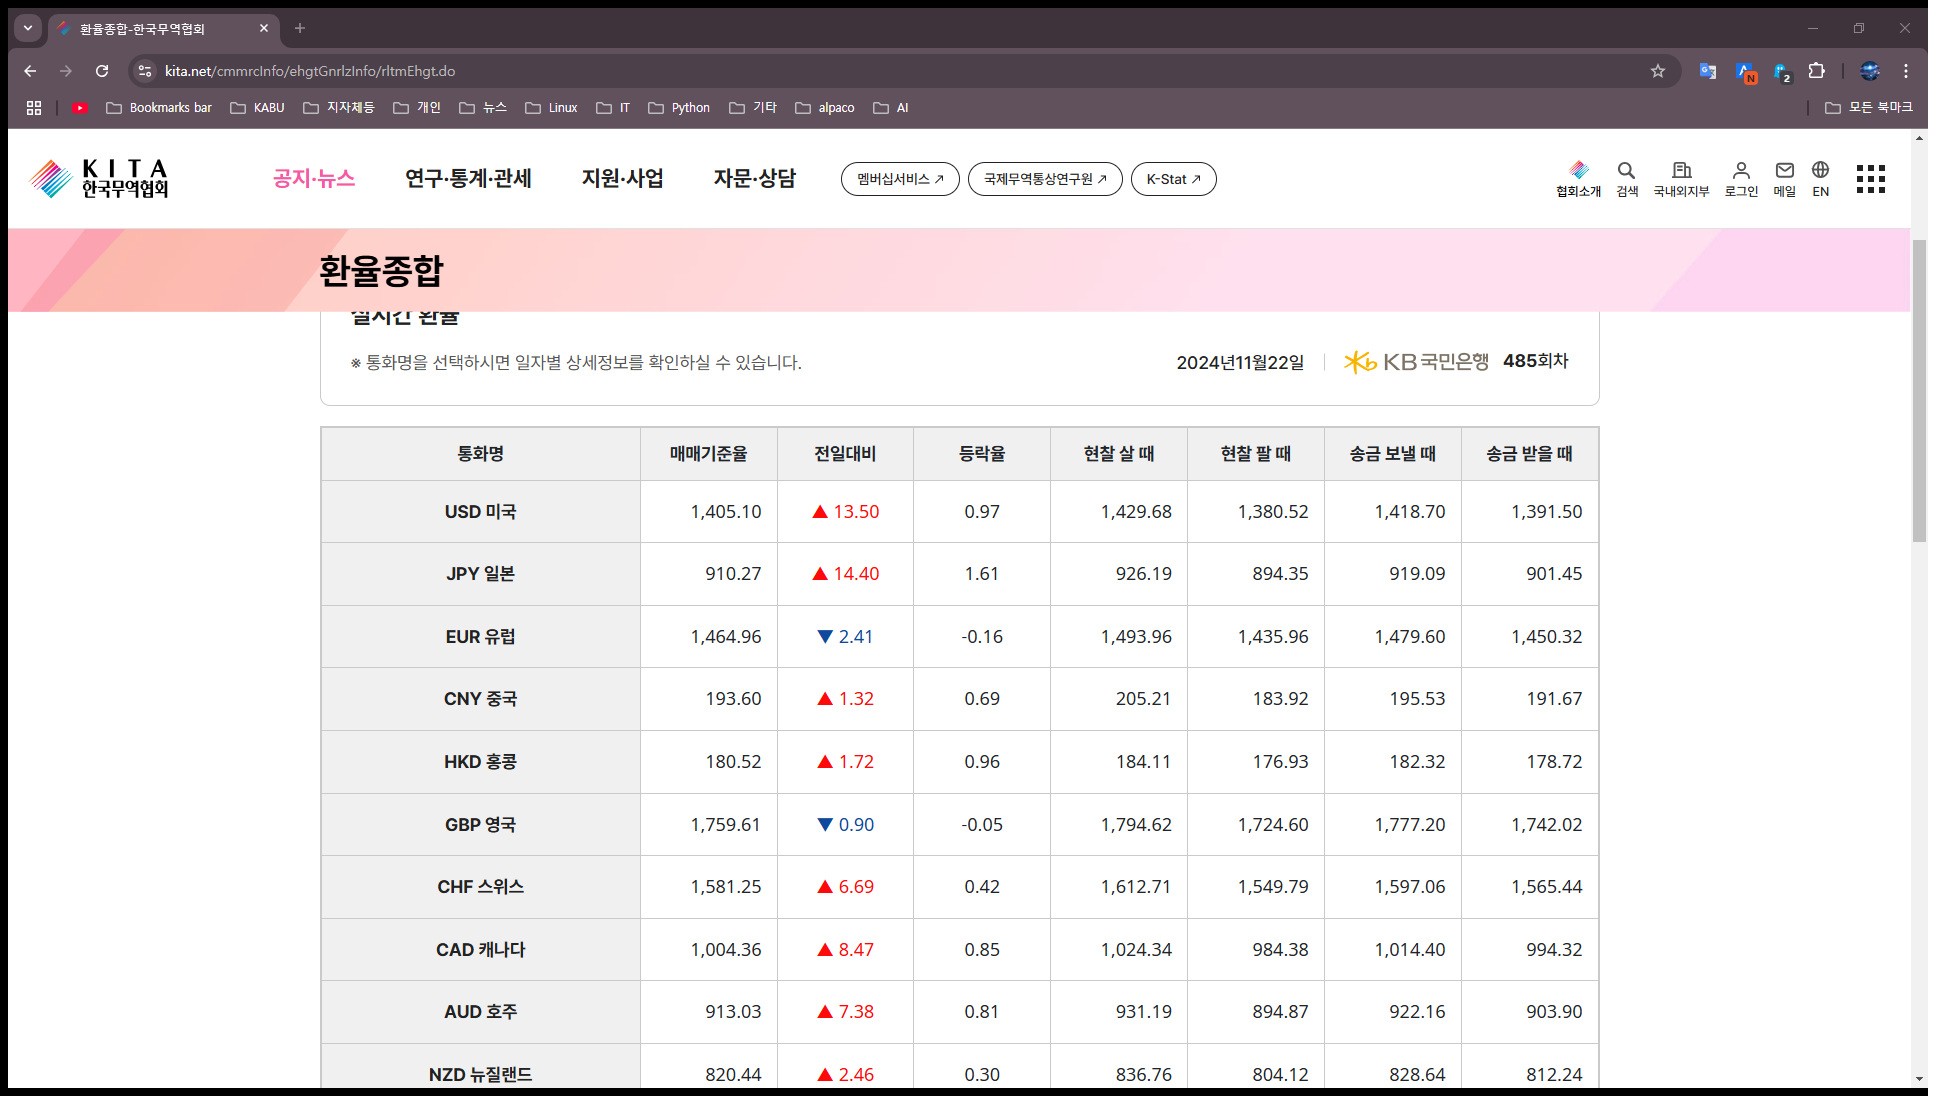 환율종합-한국무역협회
kita.net/cmmrcInfo/ehgtGnrlzInfo/rltmEhgt.do
N
2
Bookmarks bar KABU 지자체등 개인 뉴스 Linux IT Python 기타 alpaco AI 모든 북마크
KITA
한국무역협회
공지·뉴스 연구·통계·관세 지원·사업 자문·상담 멤버십서비스 ↗ 국제무역통상연구원 ↗ K-Stat ↗
협회소개 검색 국내외지부 로그인 메일 EN
환율종합
실시간 환율
※ 통화명을 선택하시면 일자별 상세정보를 확인하실 수 있습니다. 2024년11월22일 KB국민은행 485회차
통화명 매매기준율 전일대비 등락율 현찰 살 때 현찰 팔 때 송금 보낼 때 송금 받을 때
USD 미국 1,405.10 ▲ 13.50 0.97 1,429.68 1,380.52 1,418.70 1,391.50
JPY 일본 910.27 ▲ 14.40 1.61 926.19 894.35 919.09 901.45
EUR 유럽 1,464.96 ▼ 2.41 -0.16 1,493.96 1,435.96 1,479.60 1,450.32
CNY 중국 193.60 ▲ 1.32 0.69 205.21 183.92 195.53 191.67
HKD 홍콩 180.52 ▲ 1.72 0.96 184.11 176.93 182.32 178.72
GBP 영국 1,759.61 ▼ 0.90 -0.05 1,794.62 1,724.60 1,777.20 1,742.02
CHF 스위스 1,581.25 ▲ 6.69 0.42 1,612.71 1,549.79 1,597.06 1,565.44
CAD 캐나다 1,004.36 ▲ 8.47 0.85 1,024.34 984.38 1,014.40 994.32
AUD 호주 913.03 ▲ 7.38 0.81 931.19 894.87 922.16 903.90
NZD 뉴질랜드 820.44 ▲ 2.46 0.30 836.76 804.12 828.64 812.24